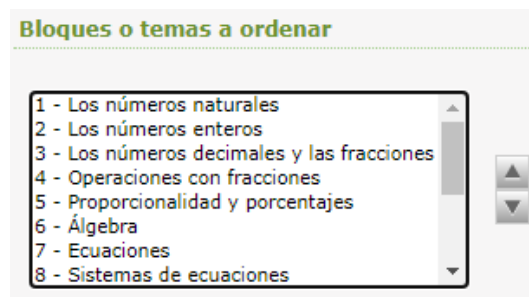 Bloques o temas a ordenar
1 - Los números naturales
2 - Los números enteros
3 - Los números decimales y las fracciones
4 - Operaciones con fracciones
5 - Proporcionalidad y porcentajes
6 - Álgebra
7 - Ecuaciones
8 - Sistemas de ecuaciones